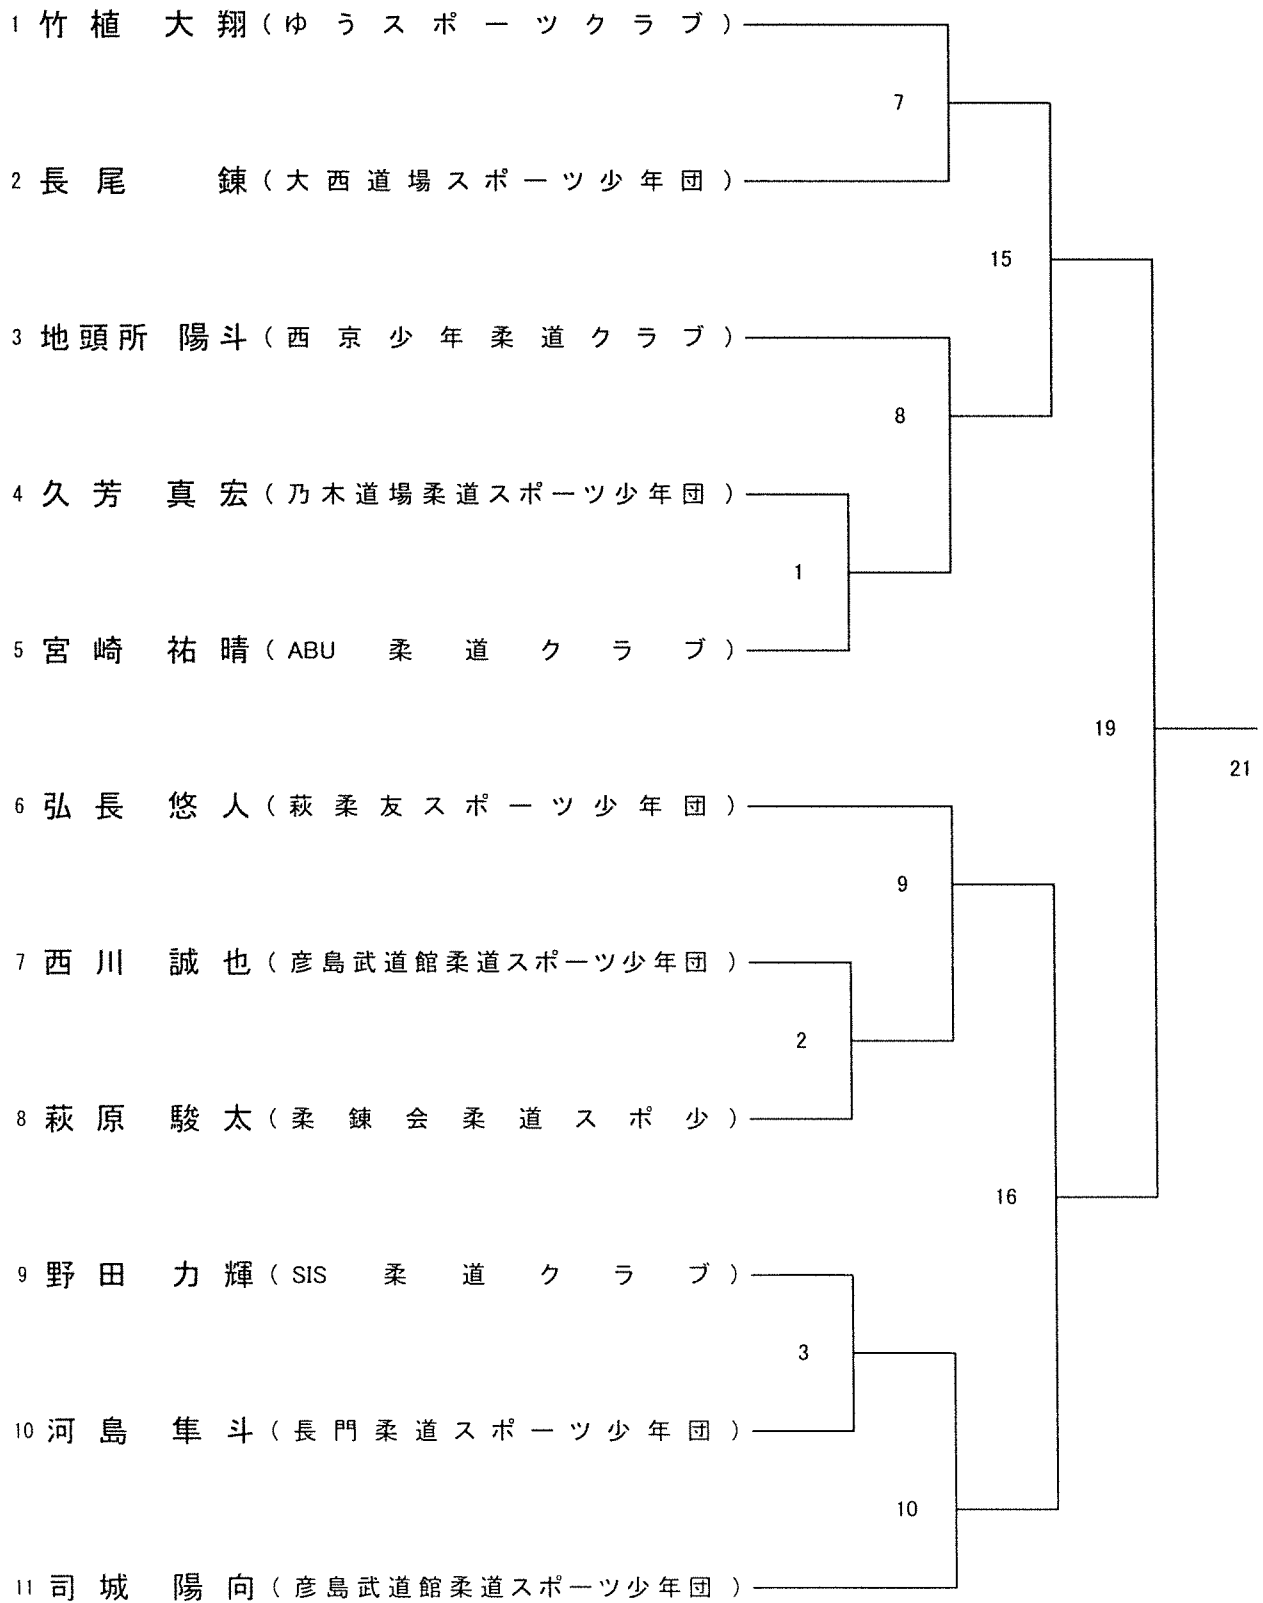 1 竹植 大翔 (ゆうスポーツクラブ)
7
2 長尾 錬 (大西道場スポーツ少年団)
15
3 地頭所 陽斗 (西京少年柔道クラブ)
8
4 久芳 真宏 (乃木道場柔道スポーツ少年団)
1
5 宮崎 祐晴 (ABU柔道クラブ)
19
21
6 弘長 悠人 (萩柔友スポーツ少年団)
9
7 西川 誠也 (彦島武道館柔道スポーツ少年団)
2
8 萩原 駿太 (柔錬会柔道スポ少)
16
9 野田 力輝 (SIS柔道クラブ)
3
10 河島 隼斗 (長門柔道スポーツ少年団)
10
11 司城 陽向 (彦島武道館柔道スポーツ少年団)